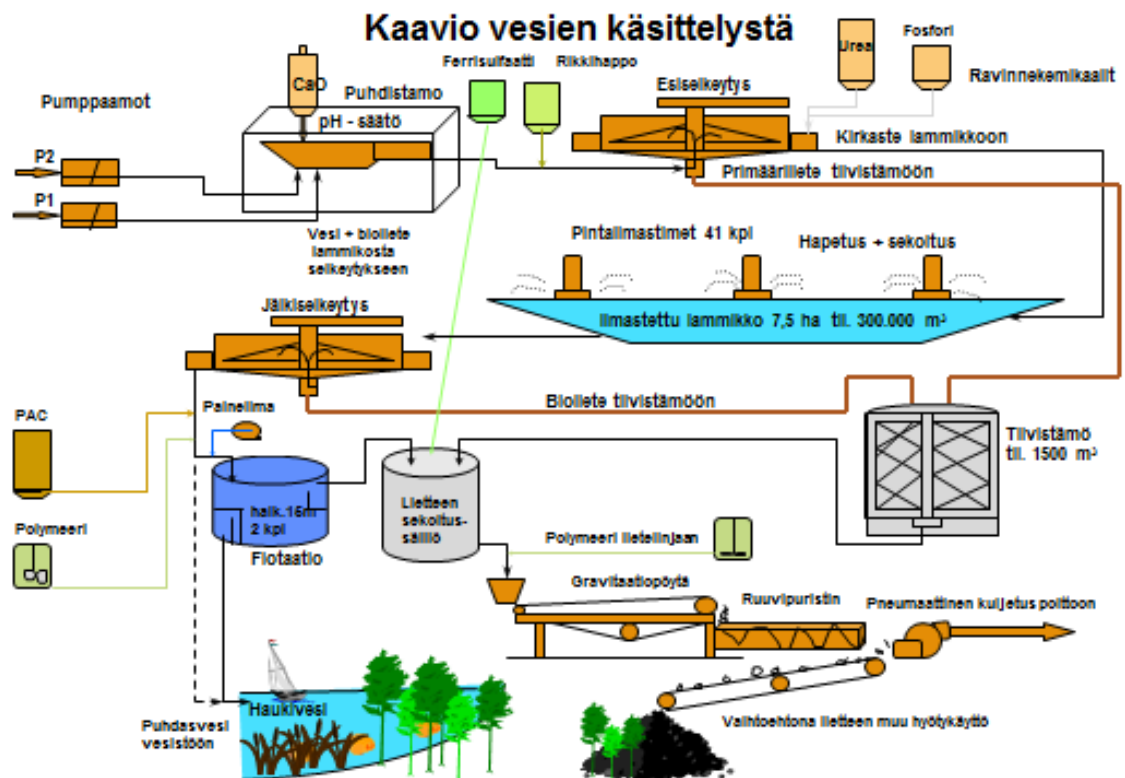 Kaavio vesien käsittelystä
Ferrisulfaatti
Rikkihappo
Urea
Fosfori
Ravinnekemikaalit
Pumppaamot
CaO
Puhdistamo
pH - säätö
Esiselkeytys
Kirkaste lammikkoon
P2
P1
Primääriliete tiivistämöön
Vesi + bioliete
lammikosta
selkeytykseen
Pintailmastimet 41 kpl
Hapetus + sekoitus
Jälkiselkeytys
Ilmastettu lammikko 7,5 ha til. 300.000 m³
Bioliete tiivistämöön
PAC
Paineilma
Tiivistämö
til. 1500 m³
halk.15m
2 kpl
Flotaatio
Lietteen
sekoitus-
säiliö
Polymeeri
Polymeeri lietelinjaan
Gravitaatiopöytä
Ruuvipuristin
Pneumaattinen kuljetus polttoon
Haukivesi
Puhdasvesi
vesistöön
Vaihtoehtona lietteen muu hyötykäyttö